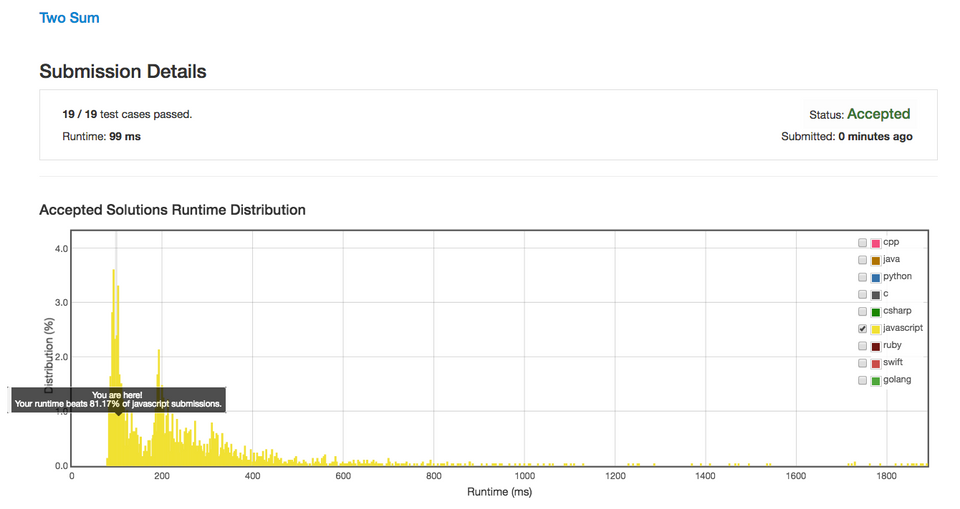 Two Sum
Submission Details
19 / 19 test cases passed.
Status: Accepted
Runtime: 99 ms
Submitted: 0 minutes ago
Accepted Solutions Runtime Distribution
Distribution (%)
4.0
3.0
2.0
1.0
0.0
You are here!
Your runtime beats 81.17% of javascript submissions.
cpp
java
python
c
csharp
javascript
ruby
swift
golang
0 200 400 600 800 1000 1200 1400 1600 1800
Runtime (ms)